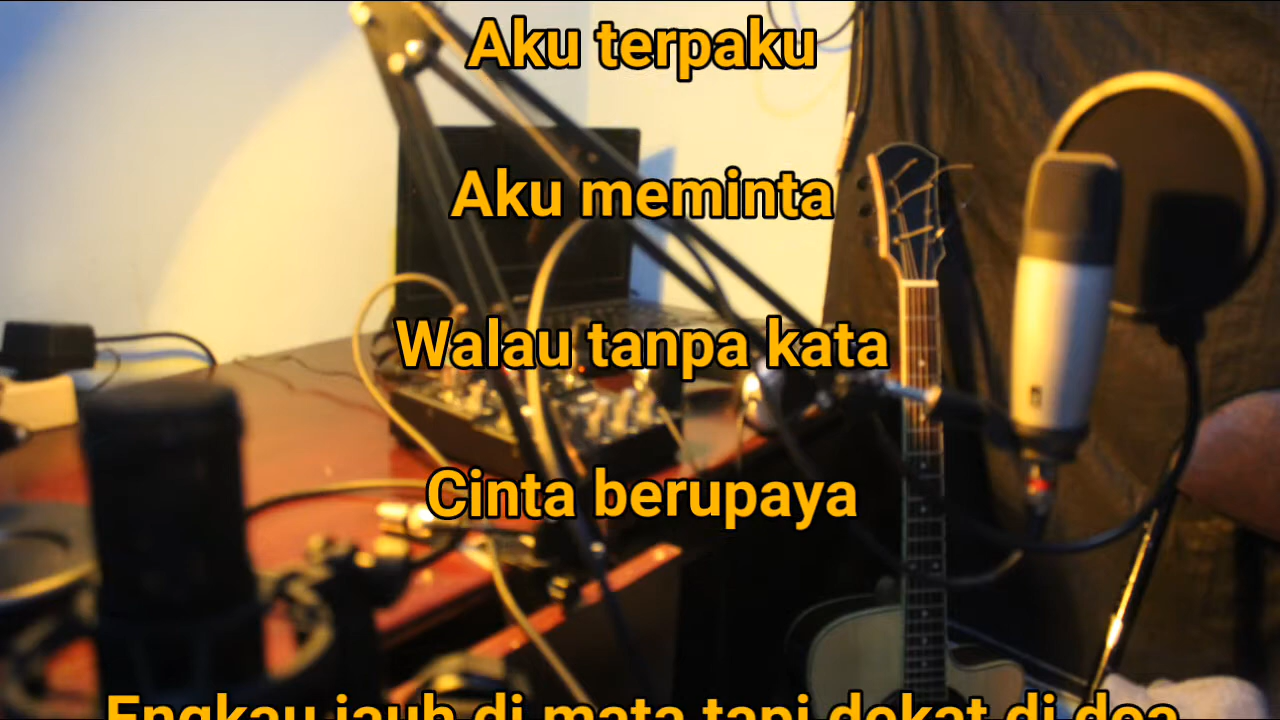 Aku terpaku
Aku meminta
Walau tanpa kata
Cinta berupaya
Engkau jauh di mata tapi dekat di doa